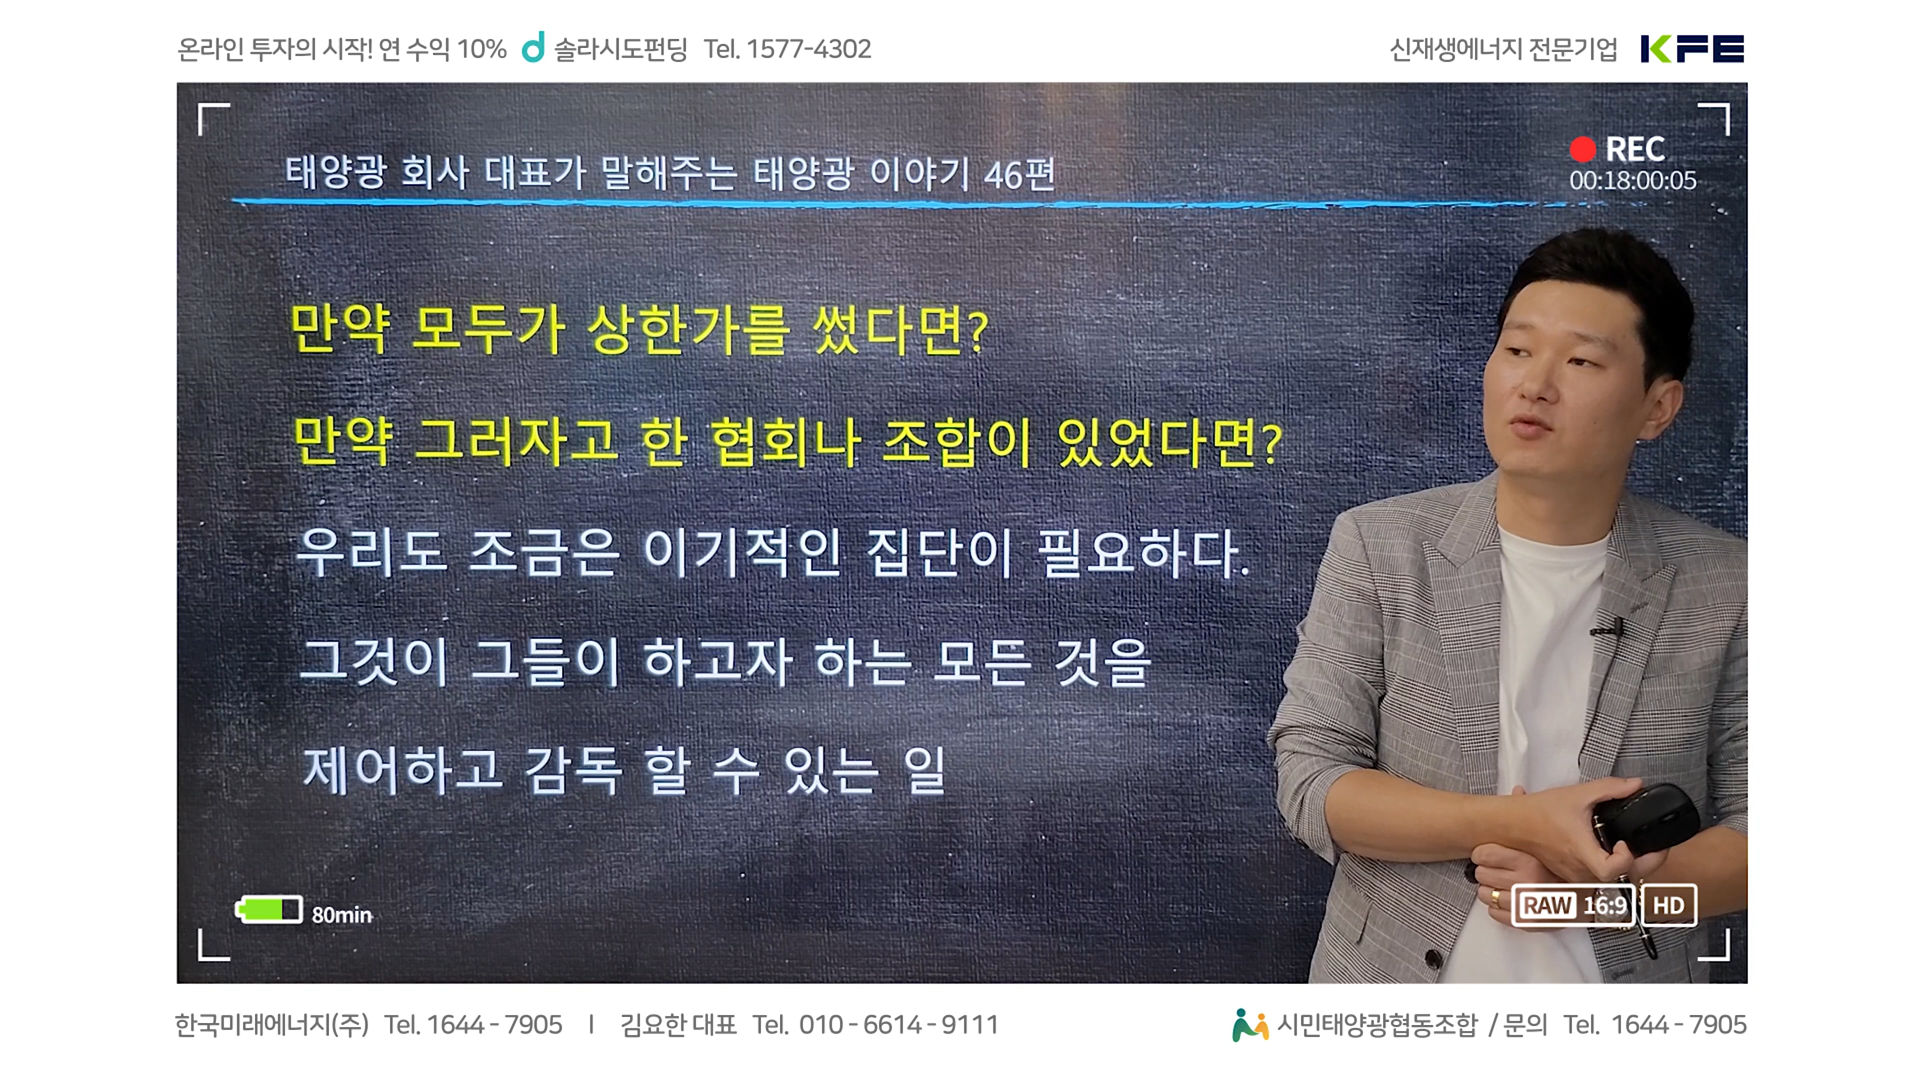 온라인 투자의 시작! 연 수익 10% 솔라시도펀딩 Tel. 1577-4302
신재생에너지 전문기업 KFE
REC
00:18:00:05
태양광 회사 대표가 말해주는 태양광 이야기 46편
만약 모두가 상한가를 썼다면?
만약 그러자고 한 협회나 조합이 있었다면?
우리도 조금은 이기적인 집단이 필요하다.
그것이 그들이 하고자 하는 모든 것을
제어하고 감독 할 수 있는 일
80min
RAW 16:9 HD
한국미래에너지(주) Tel. 1644 - 7905 | 김요한 대표 Tel. 010 - 6614 - 9111
시민태양광협동조합 / 문의 Tel. 1644 - 7905